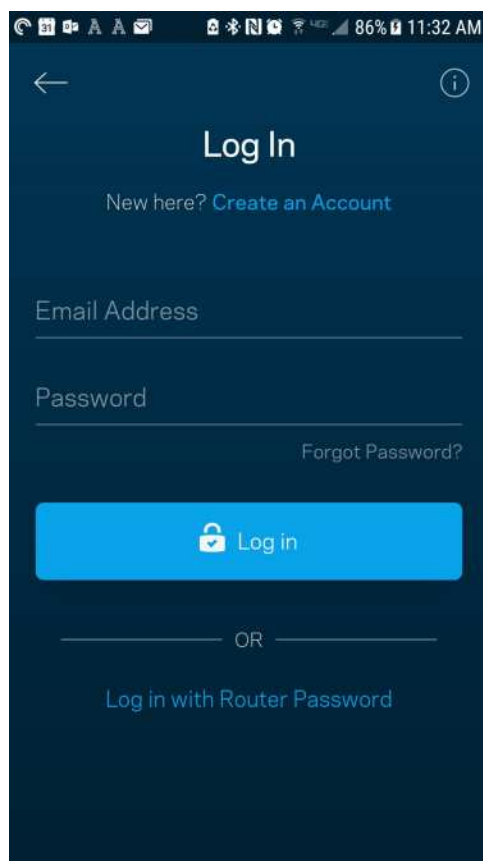 31 86% 11:32 AM
Log In
New here? Create an Account
Email Address
Password
Forgot Password?
Log in
OR
Log in with Router Password